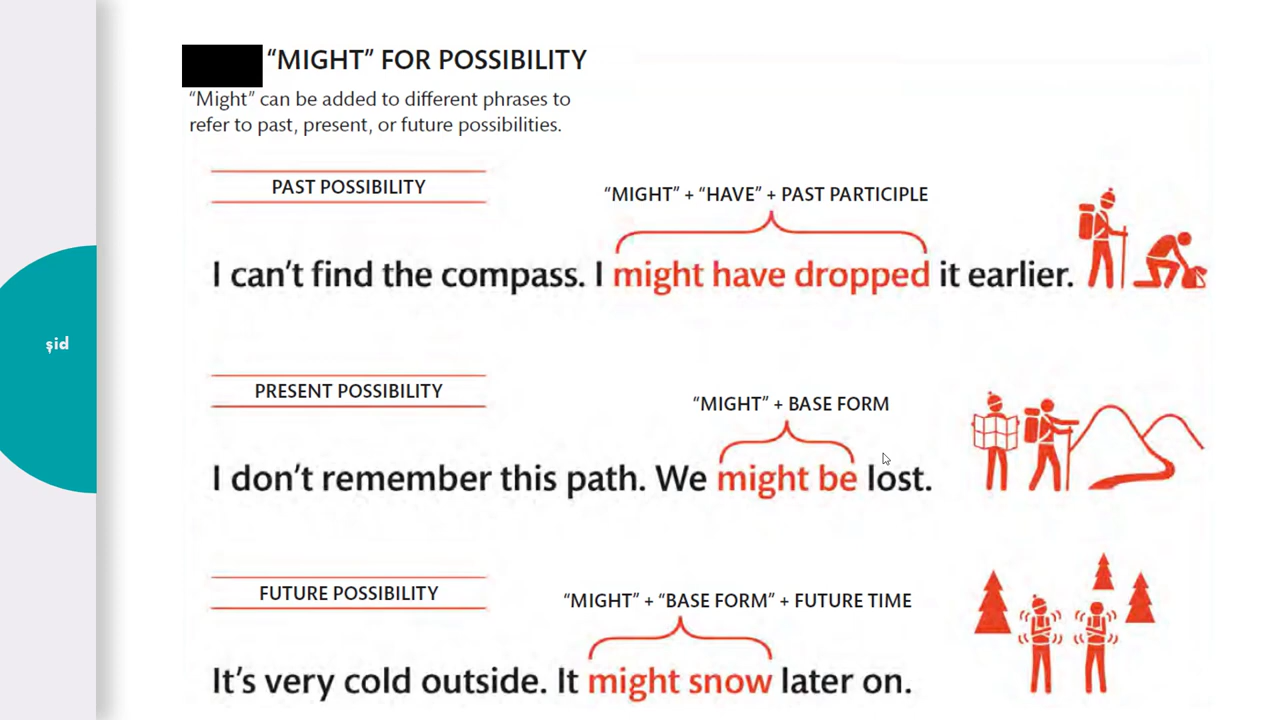 “MIGHT” FOR POSSIBILITY
“Might” can be added to different phrases to
refer to past, present, or future possibilities.
PAST POSSIBILITY
“MIGHT” + “HAVE” + PAST PARTICIPLE
I can’t find the compass. I might have dropped it earlier.
şid
PRESENT POSSIBILITY
“MIGHT” + BASE FORM
I don’t remember this path. We might be lost.
FUTURE POSSIBILITY
“MIGHT” + “BASE FORM” + FUTURE TIME
It’s very cold outside. It might snow later on.